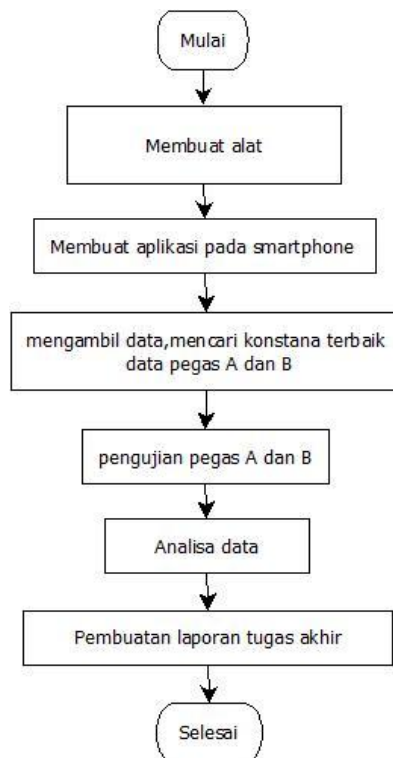 Mulai
Membuat alat
Membuat aplikasi pada smartphone
mengambil data,mencari konstana terbaik
data pegas A dan B
pengujian pegas A dan B
Analisa data
Pembuatan laporan tugas akhir
Selesai